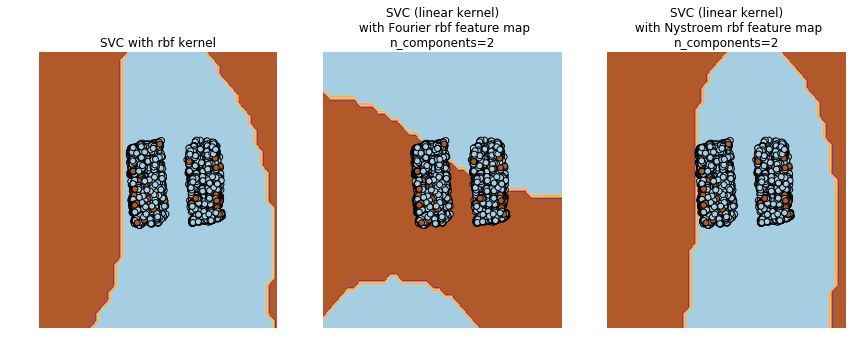 SVC with rbf kernel
SVC (linear kernel)
with Fourier rbf feature map
n_components=2
SVC (linear kernel)
with Nystroem rbf feature map
n_components=2